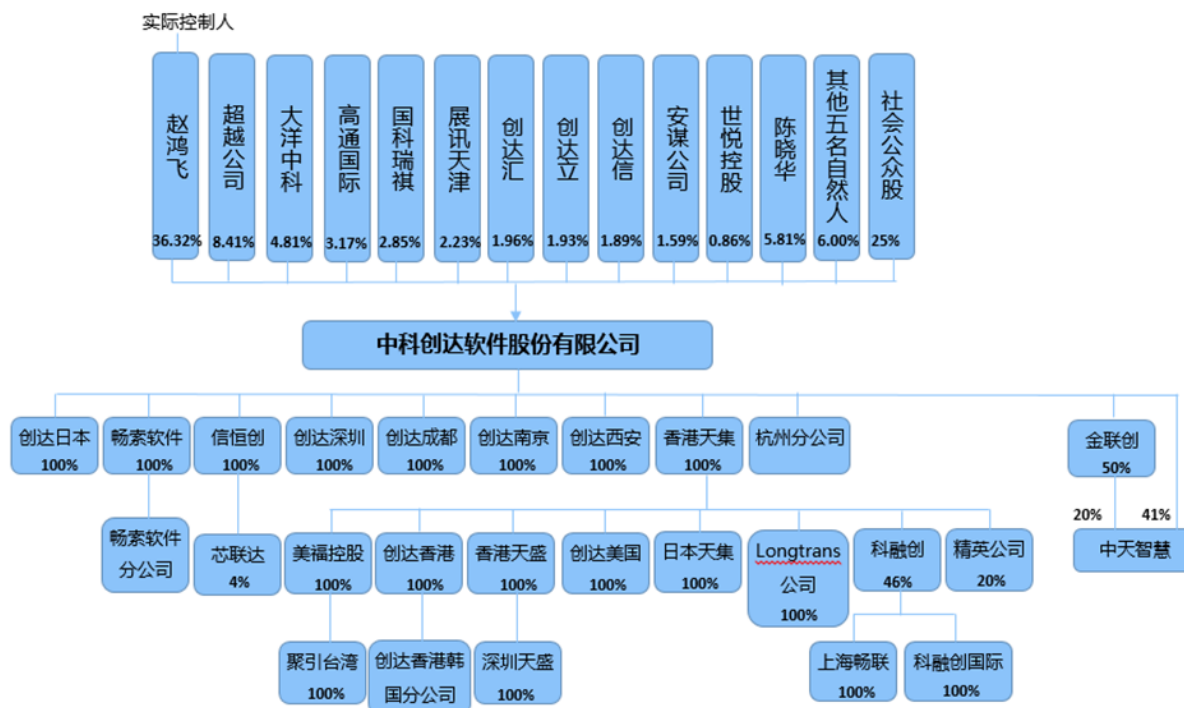 实际控制人
赵鸿飞
36.32%
超越公司
8.41%
大洋中科
4.81%
高通国际
3.17%
国科瑞祺
2.85%
展讯天津
2.23%
创达汇
1.96%
创达立
1.93%
创达信
1.89%
安谋公司
1.59%
世悦控股
0.86%
陈晓华
5.81%
其他五名自然人
6.00%
社会公众股
25%
中科创达软件股份有限公司
创达日本
100%
畅索软件
100%
信恒创
100%
创达深圳
100%
创达成都
100%
创达南京
100%
创达西安
100%
香港天集
100%
杭州分公司
金联创
50%
20%
41%
畅索软件
分公司
芯联达
4%
美福控股
100%
创达香港
100%
香港天盛
100%
创达美国
100%
日本天集
100%
Longtrans
公司
100%
科融创
46%
精英公司
20%
中天智慧
聚引台湾
100%
创达香港韩
国分公司
深圳天盛
100%
上海畅联
100%
科融创国际
100%